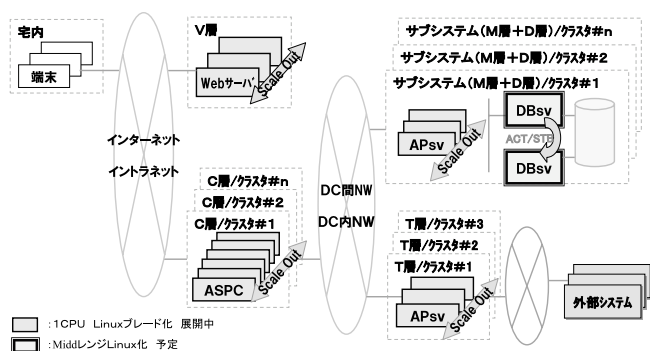 宅内
端末
V層
Webサーバ
Scale Out
インターネット
イントラネット
C層/クラスタ#n
C層/クラスタ#2
C層/クラスタ#1
ASPC
Scale Out
DC間NW
DC内NW
サブシステム(M層+D層)/クラスタ#n
サブシステム(M層+D層)/クラスタ#2
サブシステム(M層+D層)/クラスタ#1
APsv
Scale Out
DBsv
ACT/STB
DBsv
T層/クラスタ#3
T層/クラスタ#2
T層/クラスタ#1
APsv
Scale Out
外部システム
:1CPU Linuxブレード化 展開中
:MiddレンジLinux化 予定